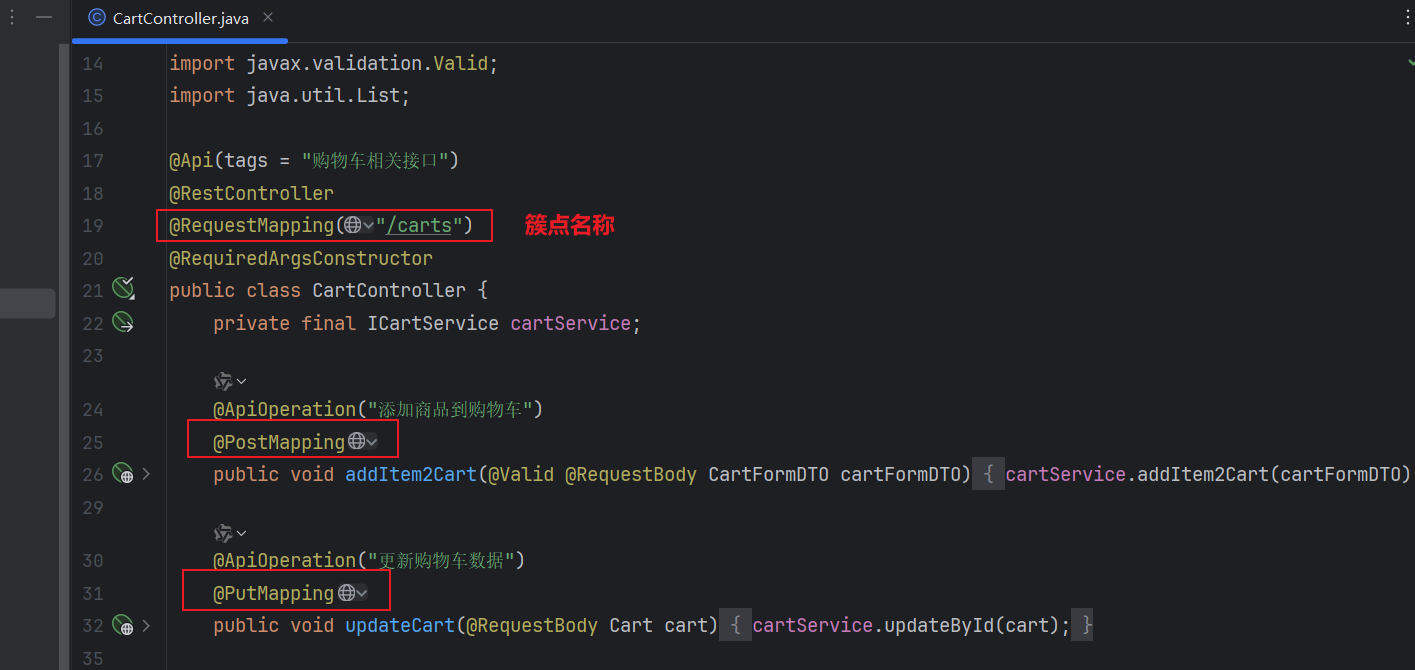 CartController.java
14 import javax.validation.Valid;
15 import java.util.List;
16
17 @Api(tags = "购物车相关接口")
18 @RestController
19 @RequestMapping("/carts") 簇点名称
20 @RequiredArgsConstructor
21 public class CartController {
22 private final ICartService cartService;
23
24 @ApiOperation("添加商品到购物车")
25 @PostMapping
26 public void addItem2Cart(@Valid @RequestBody CartFormDTO cartFormDTO) { cartService.addItem2Cart(cartFormDTO)
29
30 @ApiOperation("更新购物车数据")
31 @PutMapping
32 public void updateCart(@RequestBody Cart cart) { cartService.updateById(cart); }
35